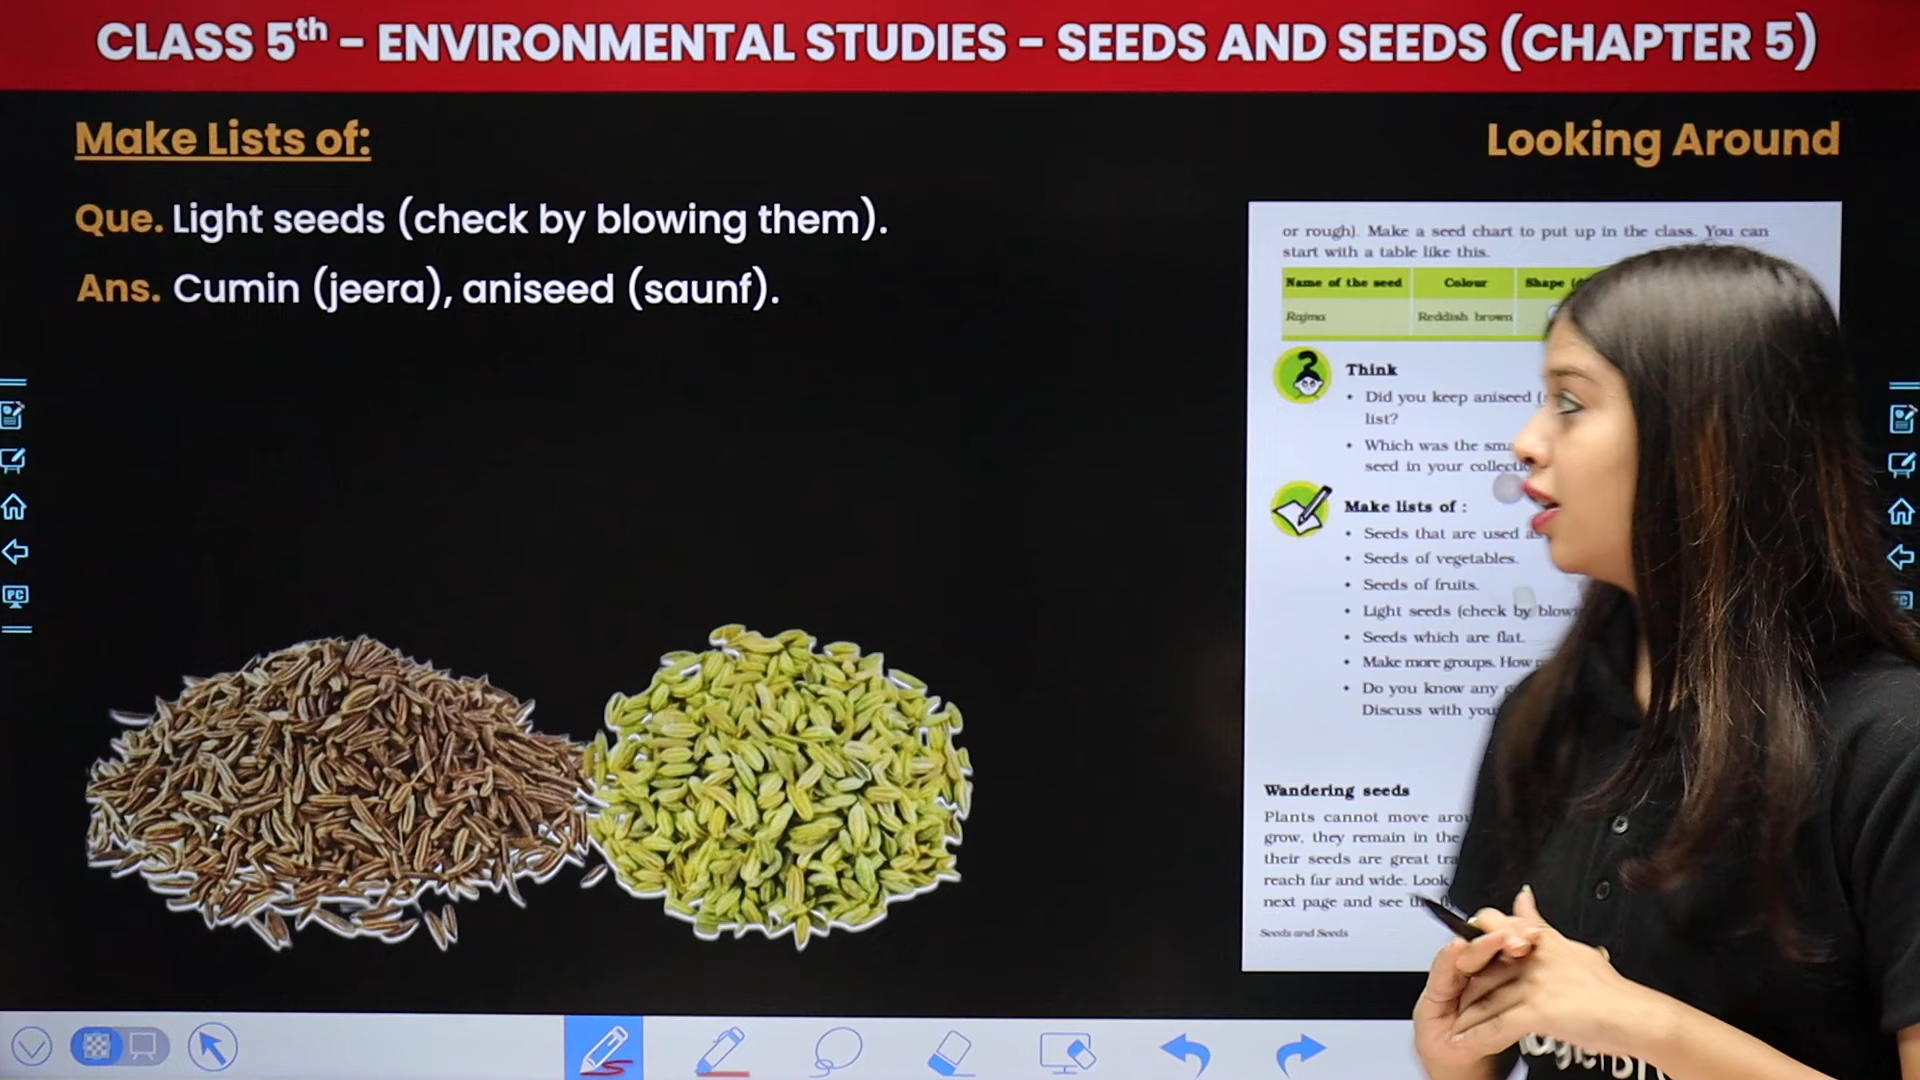 CLASS 5th - ENVIRONMENTAL STUDIES - SEEDS AND SEEDS (CHAPTER 5)
Make Lists of:
Looking Around
Que. Light seeds (check by blowing them).
Ans. Cumin (jeera), aniseed (saunf).
or rough). Make a seed chart to put up in the class. You can
start with a table like this.
Name of the seed Colour Shape
Rajma Reddish brown
Think
• Did you keep aniseed
list?
• Which was the
seed in your
Make lists of :
• Seeds that are used
• Seeds of vegetables.
• Seeds of fruits.
• Light seeds (check by
• Seeds which are flat.
• Make more groups. How
• Do you know any
Discuss with
Wandering seeds
Plants cannot move
grow, they remain in the
their seeds are great
reach far and wide. Look
next page and see
Seeds and Seeds
PC